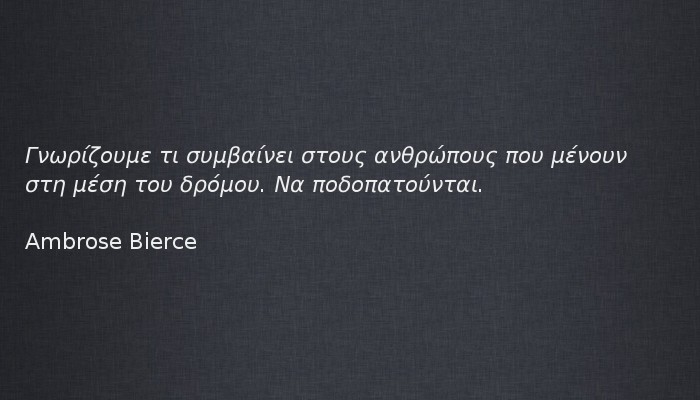 Γνωρίζουμε τι συμβαίνει στους ανθρώπους που μένουν
στη μέση του δρόμου. Να ποδοπατούνται.
Ambrose Bierce